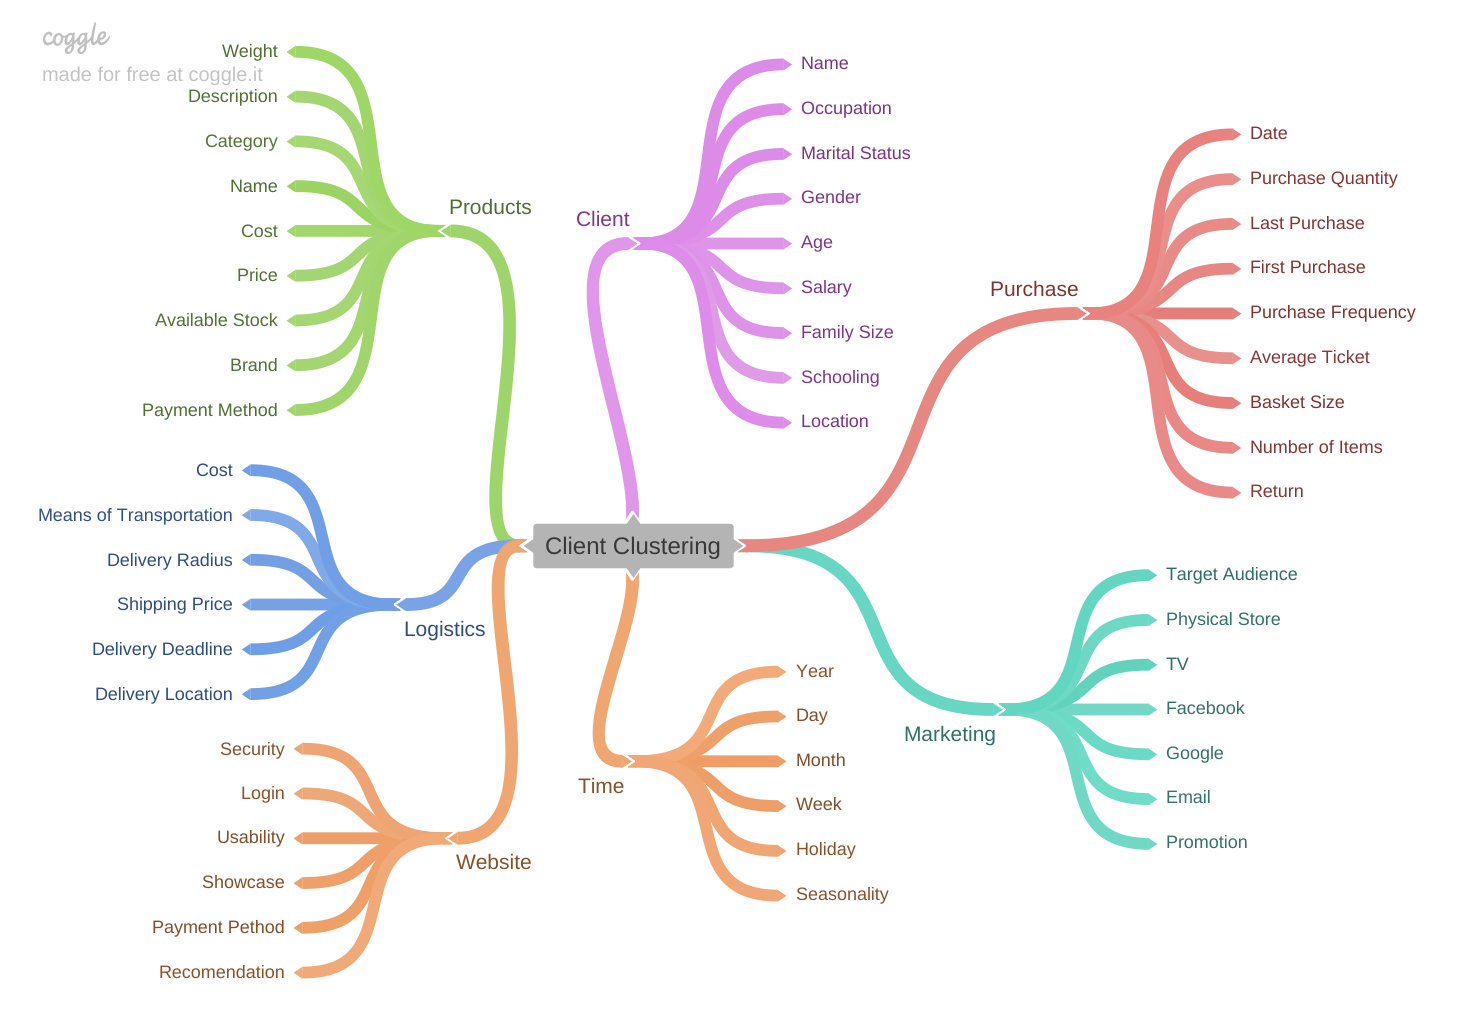 coggle
made for free at coggle.it
Weight
Description
Category
Name
Cost
Price
Available Stock
Brand
Payment Method
Products
Cost
Means of Transportation
Delivery Radius
Shipping Price
Delivery Deadline
Delivery Location
Logistics
Security
Login
Usability
Showcase
Payment Pethod
Recomendation
Website
Client Clustering
Client
Name
Occupation
Marital Status
Gender
Age
Salary
Family Size
Schooling
Location
Time
Year
Day
Month
Week
Holiday
Seasonality
Purchase
Date
Purchase Quantity
Last Purchase
First Purchase
Purchase Frequency
Average Ticket
Basket Size
Number of Items
Return
Marketing
Target Audience
Physical Store
TV
Facebook
Google
Email
Promotion